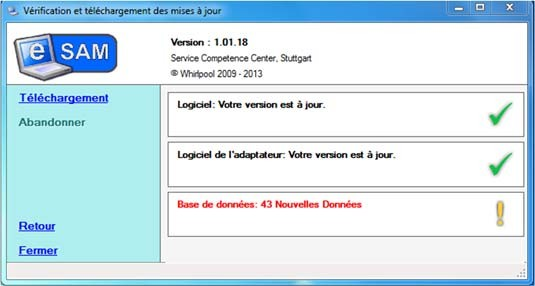 Vérification et téléchargement des mises à jour
e SAM
Version : 1.01.18
Service Competence Center, Stuttgart
© Whirlpool 2009 - 2013
Téléchargement
Abandonner
Logiciel: Votre version est à jour.
Logiciel de l'adaptateur: Votre version est à jour.
Base de données: 43 Nouvelles Données
Retour
Fermer